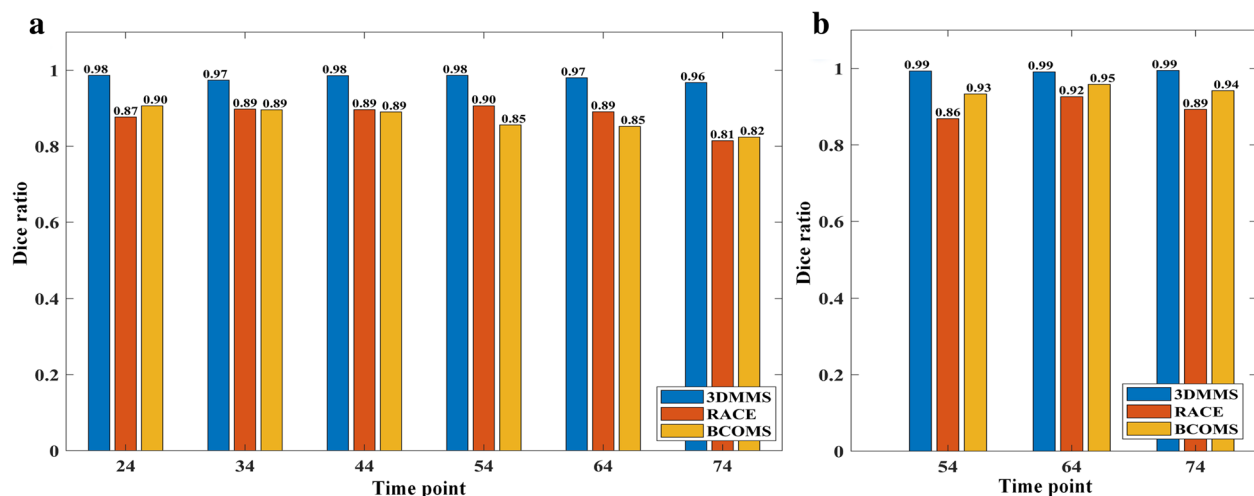 a
0.98 0.87 0.90 0.97 0.89 0.89 0.98 0.89 0.89 0.98 0.90 0.85 0.97 0.89 0.85 0.96 0.81 0.82
1
0.8
0.6
0.4
0.2
0
Dice ratio
24 34 44 54 64 74
Time point
3DMMS
RACE
BCOMS
b
0.99 0.86 0.93 0.99 0.92 0.95 0.99 0.89 0.94
1
0.8
0.6
0.4
0.2
0
Dice ratio
54 64 74
Time point
3DMMS
RACE
BCOMS